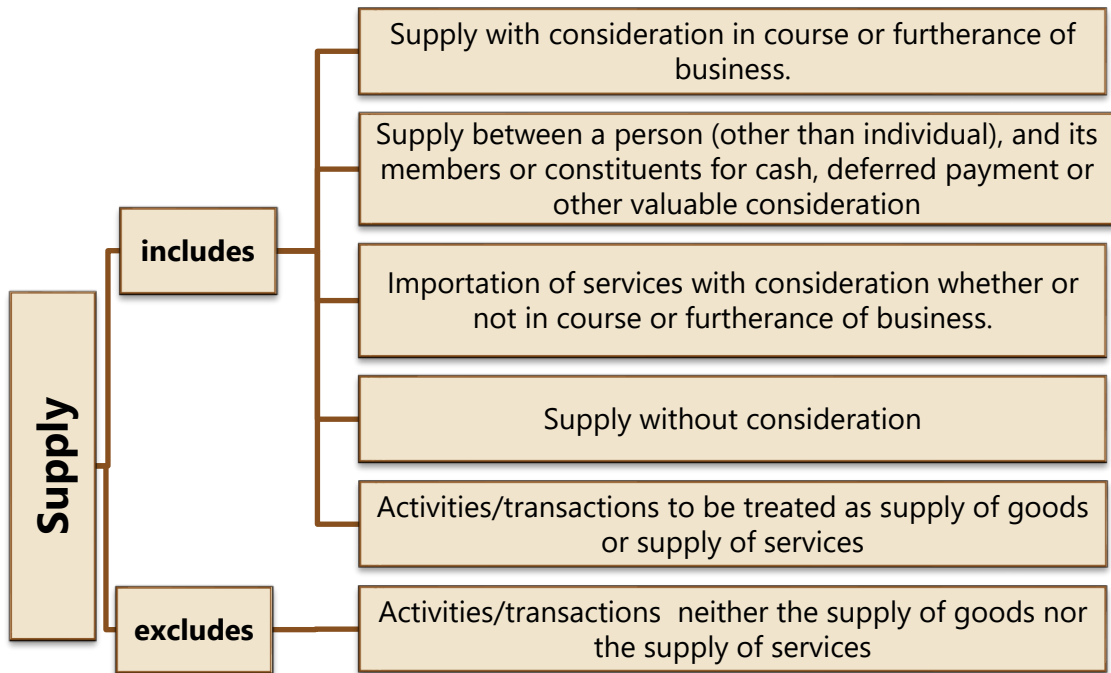 Supply
includes
Supply with consideration in course or furtherance of
business.
Supply between a person (other than individual), and its
members or constituents for cash, deferred payment or
other valuable consideration
Importation of services with consideration whether or
not in course or furtherance of business.
Supply without consideration
Activities/transactions to be treated as supply of goods
or supply of services
excludes
Activities/transactions neither the supply of goods nor
the supply of services